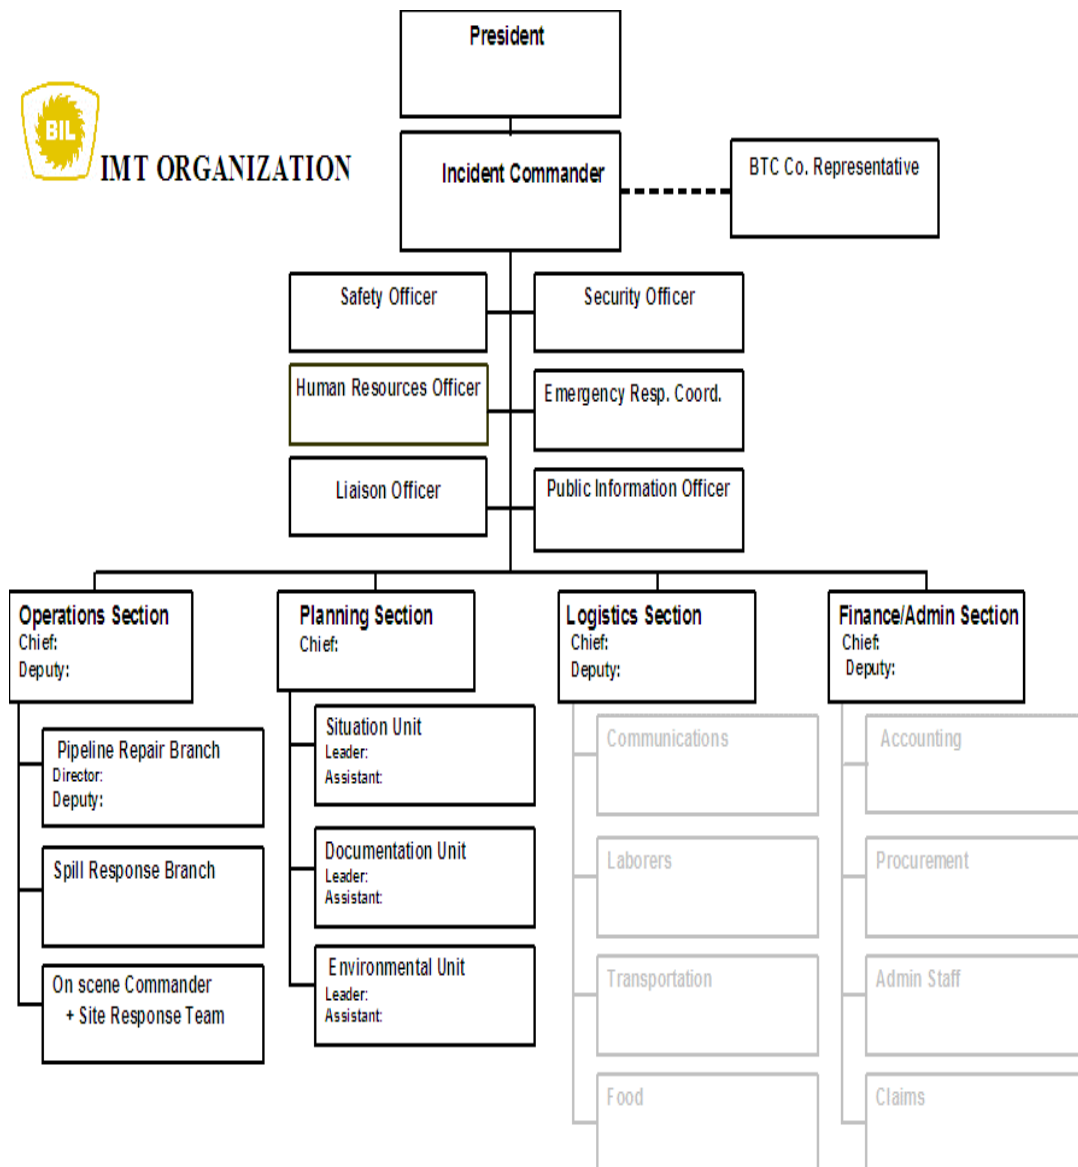 President
BIL
IMT ORGANIZATION
Incident Commander
BTC Co. Representative
Safety Officer
Security Officer
Human Resources Officer
Emergency Resp. Coord.
Liaison Officer
Public Information Officer
Operations Section
Chief:
Deputy:
Planning Section
Chief:
Logistics Section
Chief:
Deputy:
Finance/Admin Section
Chief:
Deputy:
Pipeline Repair Branch
Director:
Deputy:
Spill Response Branch
On scene Commander
+ Site Response Team
Situation Unit
Leader:
Assistant:
Documentation Unit
Leader:
Assistant:
Environmental Unit
Leader:
Assistant:
Communications
Laborers
Transportation
Food
Accounting
Procurement
Admin Staff
Claims